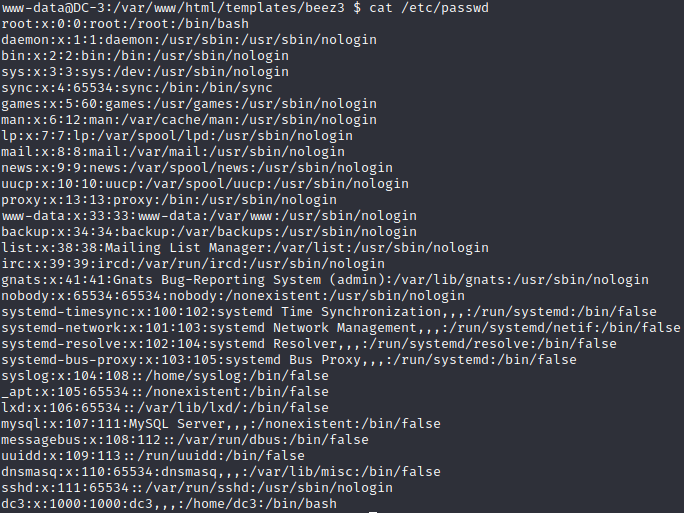 www-data@DC-3:/var/www/html/templates/beez3 $ cat /etc/passwd
root:x:0:0:root:/root:/bin/bash
daemon:x:1:1:daemon:/usr/sbin:/usr/sbin/nologin
bin:x:2:2:bin:/bin:/usr/sbin/nologin
sys:x:3:3:sys:/dev:/usr/sbin/nologin
sync:x:4:65534:sync:/bin:/bin/sync
games:x:5:60:games:/usr/games:/usr/sbin/nologin
man:x:6:12:man:/var/cache/man:/usr/sbin/nologin
lp:x:7:7:lp:/var/spool/lpd:/usr/sbin/nologin
mail:x:8:8:mail:/var/mail:/usr/sbin/nologin
news:x:9:9:news:/var/spool/news:/usr/sbin/nologin
uucp:x:10:10:uucp:/var/spool/uucp:/usr/sbin/nologin
proxy:x:13:13:proxy:/bin:/usr/sbin/nologin
www-data:x:33:33:www-data:/var/www:/usr/sbin/nologin
backup:x:34:34:backup:/var/backups:/usr/sbin/nologin
list:x:38:38:Mailing List Manager:/var/list:/usr/sbin/nologin
irc:x:39:39:ircd:/var/run/ircd:/usr/sbin/nologin
gnats:x:41:41:Gnats Bug-Reporting System (admin):/var/lib/gnats:/usr/sbin/nologin
nobody:x:65534:65534:nobody:/nonexistent:/usr/sbin/nologin
systemd-timesync:x:100:102:systemd Time Synchronization,,,:/run/systemd:/bin/false
systemd-network:x:101:103:systemd Network Management,,,:/run/systemd/netif:/bin/false
systemd-resolve:x:102:104:systemd Resolver,,,:/run/systemd/resolve:/bin/false
systemd-bus-proxy:x:103:105:systemd Bus Proxy,,,:/run/systemd:/bin/false
syslog:x:104:108::/home/syslog:/bin/false
_apt:x:105:65534::/nonexistent:/bin/false
lxd:x:106:65534::/var/lib/lxd/:/bin/false
mysql:x:107:111:MySQL Server,,,:/nonexistent:/bin/false
messagebus:x:108:112::/var/run/dbus:/bin/false
uuidd:x:109:113::/run/uuidd:/bin/false
dnsmasq:x:110:65534:dnsmasq,,,:/var/lib/misc:/bin/false
sshd:x:111:65534::/var/run/sshd:/usr/sbin/nologin
dc3:x:1000:1000:dc3,,,:/home/dc3:/bin/bash